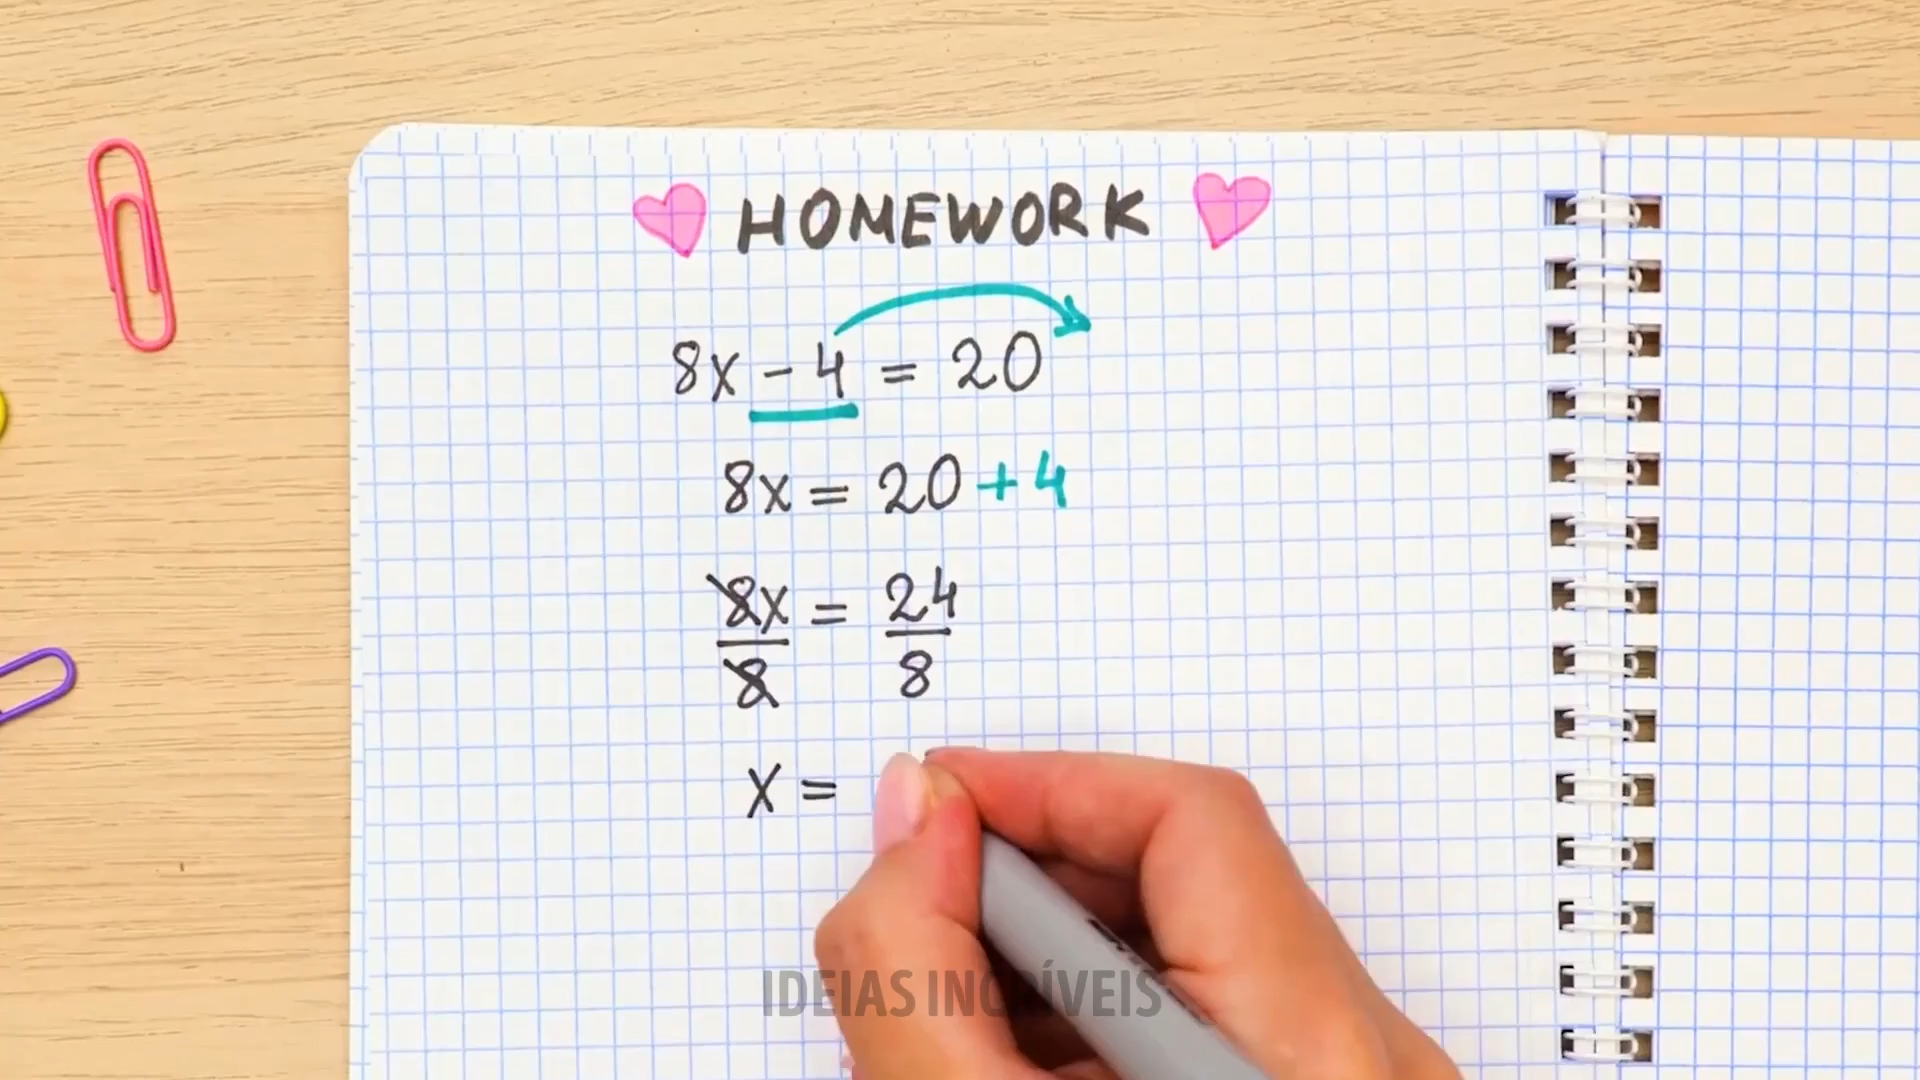 HOMEWORK
8x - 4 = 20
8x = 20 + 4
8x/8 = 24/8
x =
IDEIAS INCRÍVEIS